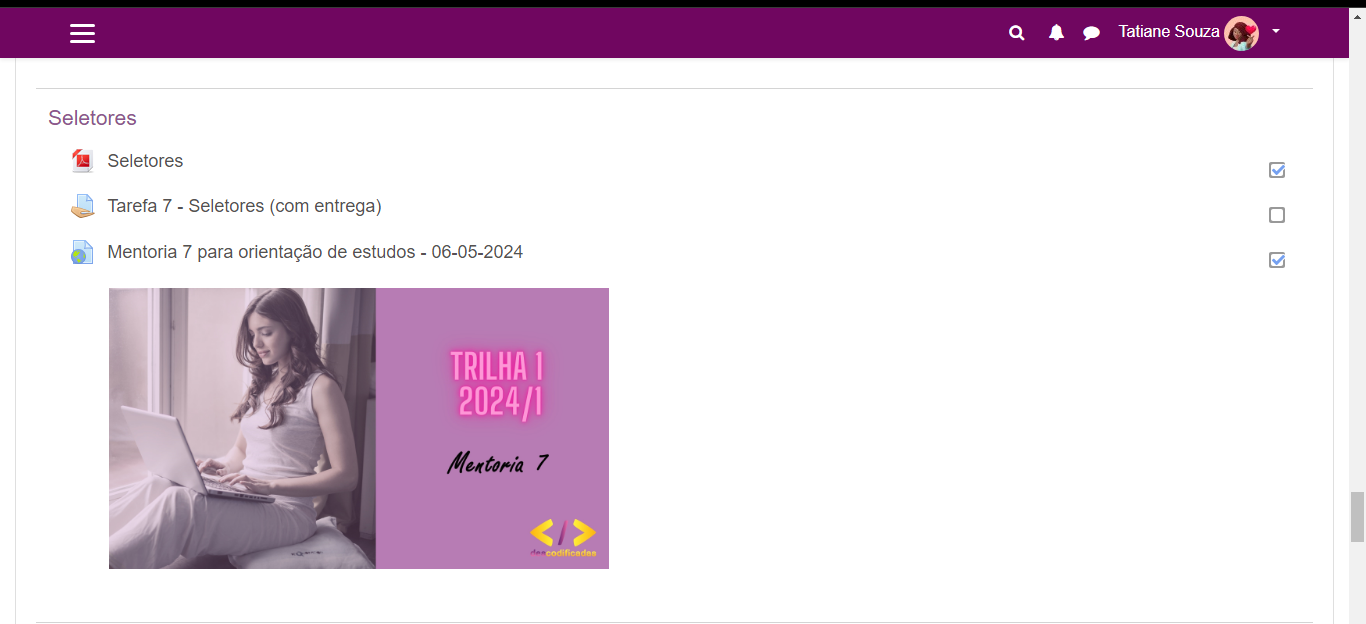 Tatiane Souza
Seletores
Seletores
Tarefa 7 - Seletores (com entrega)
Mentoria 7 para orientação de estudos - 06-05-2024
TRILHA 1
2024/1
Mentoria 7
</>
descodificadas